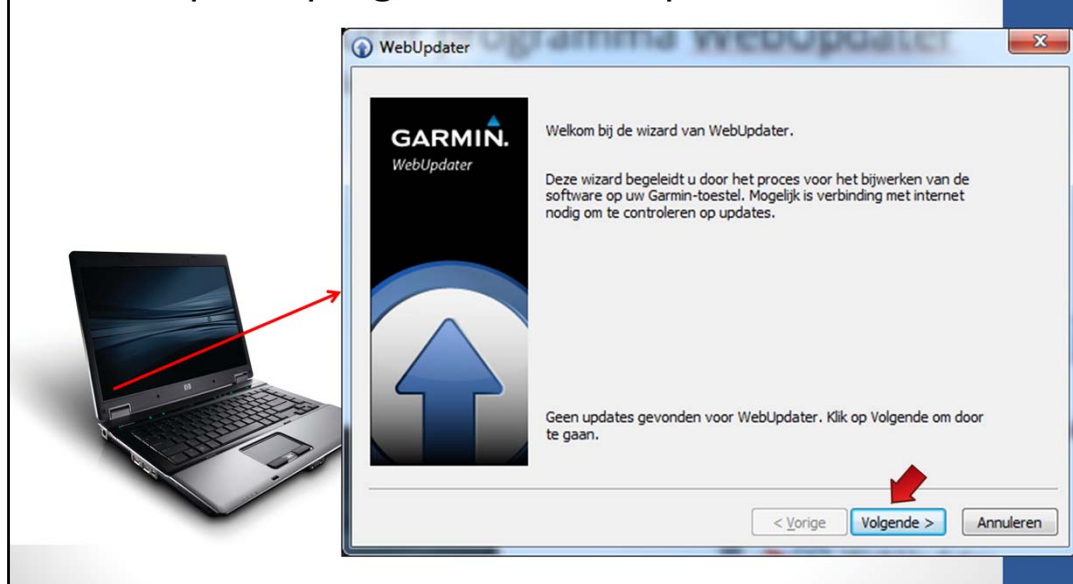 WebUpdater
GARMIN.
WebUpdater
Welkom bij de wizard van WebUpdater.
Deze wizard begeleidt u door het proces voor het bijwerken van de
software op uw Garmin-toestel. Mogelijk is verbinding met internet
nodig om te controleren op updates.
Geen updates gevonden voor WebUpdater. Klik op Volgende om door
te gaan.
< Vorige
Volgende >
Annuleren